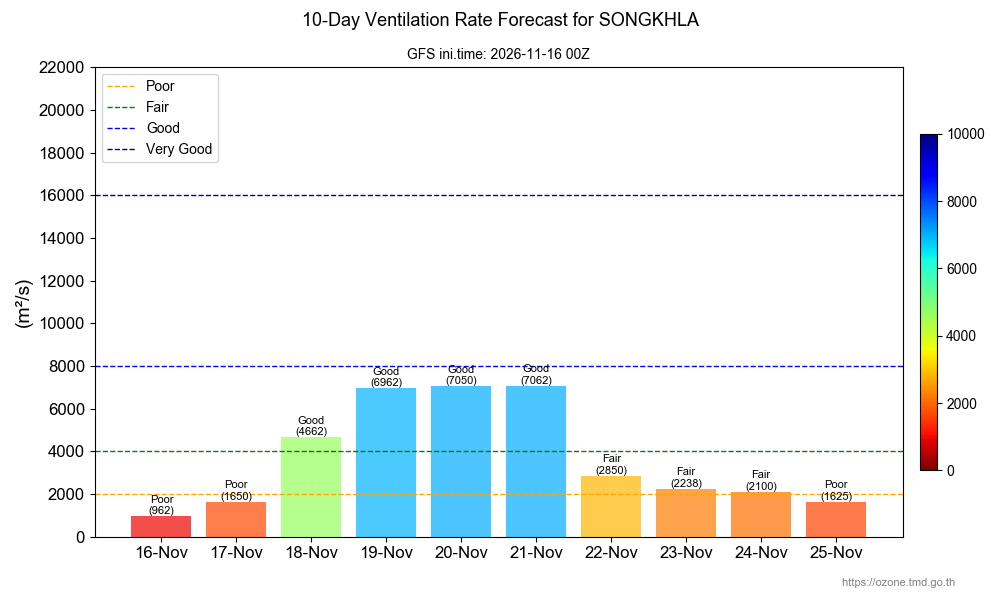 10-Day Ventilation Rate Forecast for SONGKHLA
GFS ini.time: 2026-11-16 00Z
Poor
Fair
Good
Very Good
(m²/s)
22000
20000
18000
16000
14000
12000
10000
8000
6000
4000
2000
0
Poor
(962)
Poor
(1650)
Good
(4662)
Good
(6962)
Good
(7050)
Good
(7062)
Fair
(2850)
Fair
(2238)
Fair
(2100)
Poor
(1625)
16-Nov 17-Nov 18-Nov 19-Nov 20-Nov 21-Nov 22-Nov 23-Nov 24-Nov 25-Nov
10000
8000
6000
4000
2000
0
https://ozone.tmd.go.th